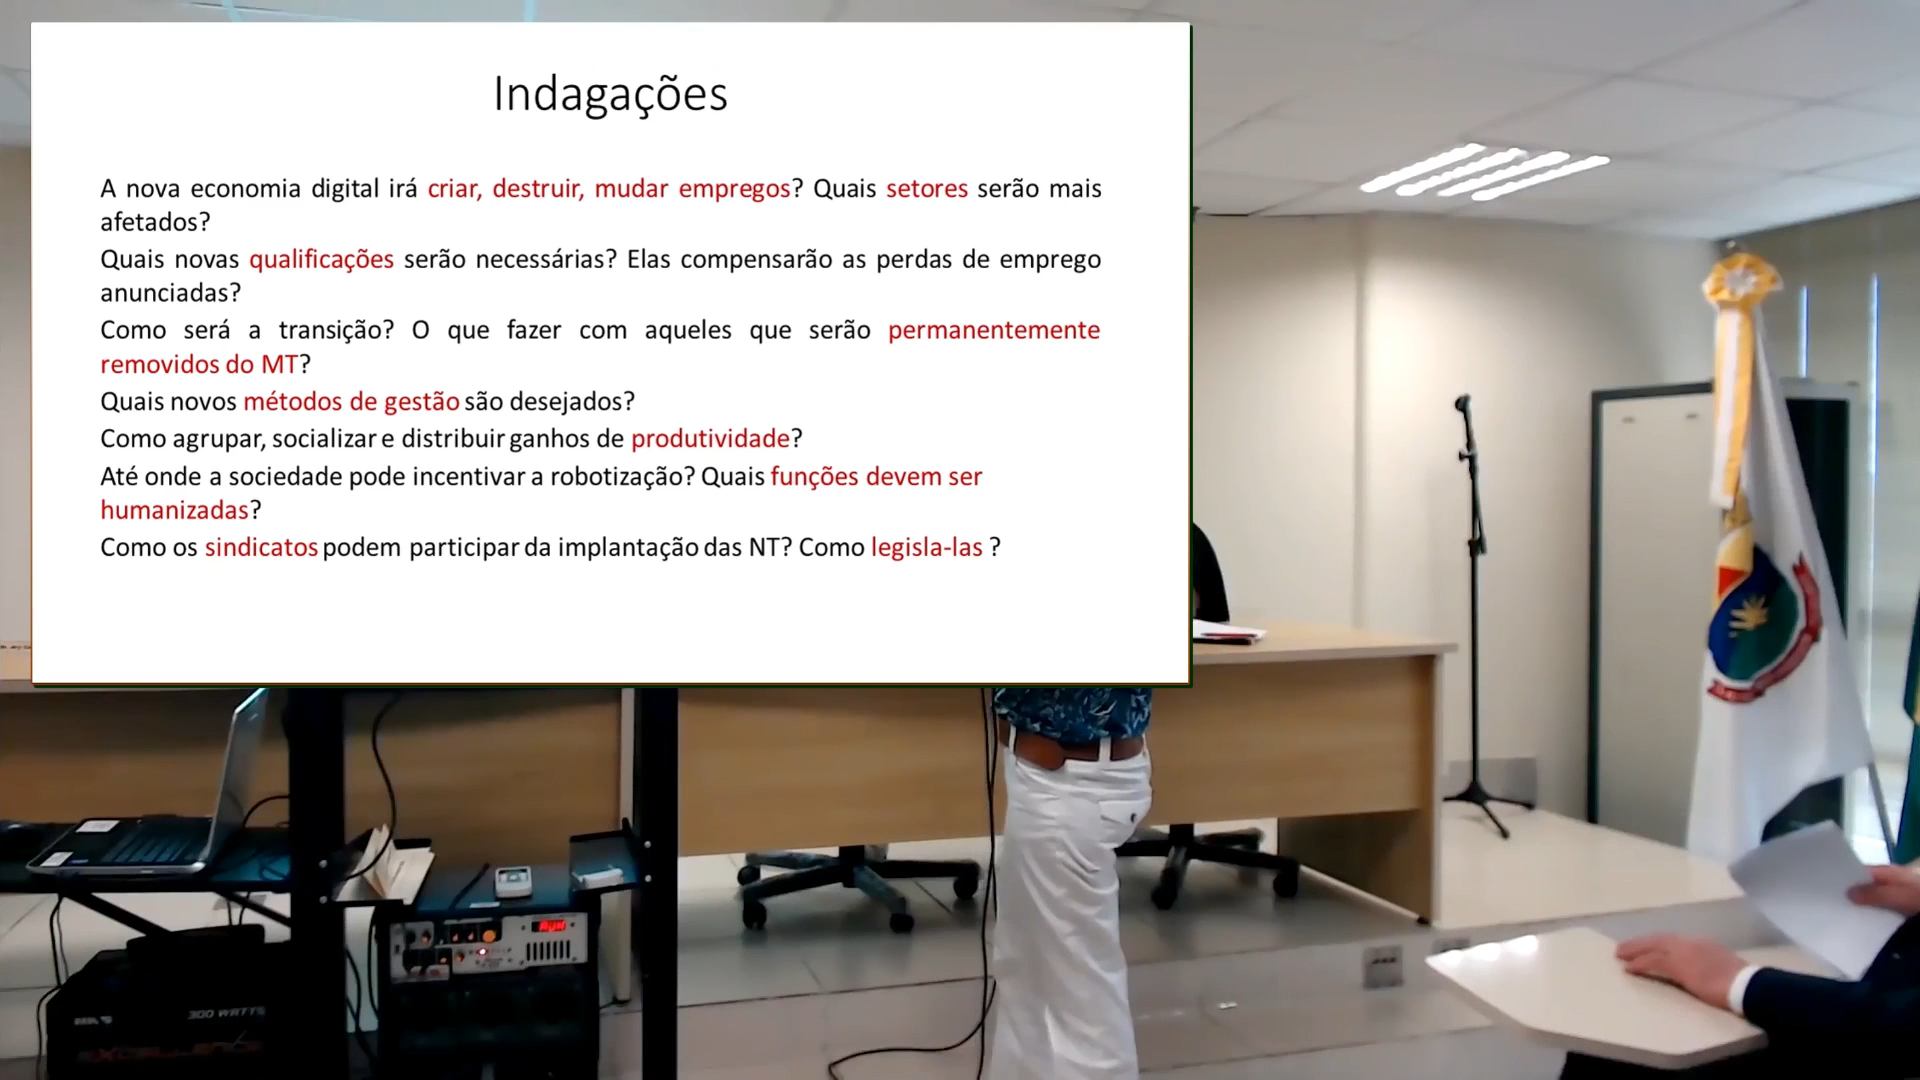 Indagações
A nova economia digital irá criar, destruir, mudar empregos? Quais setores serão mais
afetados?
Quais novas qualificações serão necessárias? Elas compensarão as perdas de emprego
anunciadas?
Como será a transição? O que fazer com aqueles que serão permanentemente
removidos do MT?
Quais novos métodos de gestão são desejados?
Como agrupar, socializar e distribuir ganhos de produtividade?
Até onde a sociedade pode incentivar a robotização? Quais funções devem ser
humanizadas?
Como os sindicatos podem participar da implantação das NT? Como legisla-las ?
300 WATTS